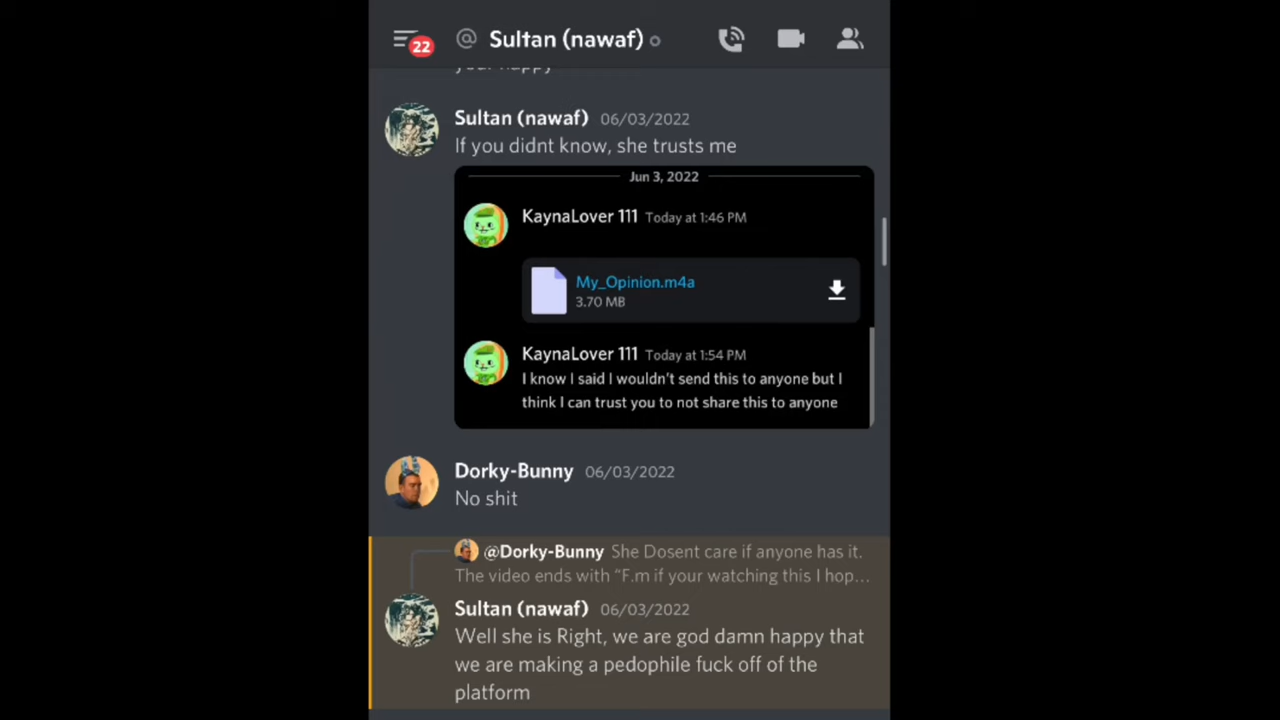 22
@ Sultan (nawaf)
your happy
Sultan (nawaf) 06/03/2022
If you didnt know, she trusts me
Jun 3, 2022
KaynaLover 111 Today at 1:46 PM
My_Opinion.m4a
3.70 MB
KaynaLover 111 Today at 1:54 PM
I know I said I wouldn't send this to anyone but I
think I can trust you to not share this to anyone
Dorky-Bunny 06/03/2022
No shit
@Dorky-Bunny She Dosent care if anyone has it.
The video ends with "F.m if your watching this I hop...
Sultan (nawaf) 06/03/2022
Well she is Right, we are god damn happy that
we are making a pedophile fuck off of the
platform